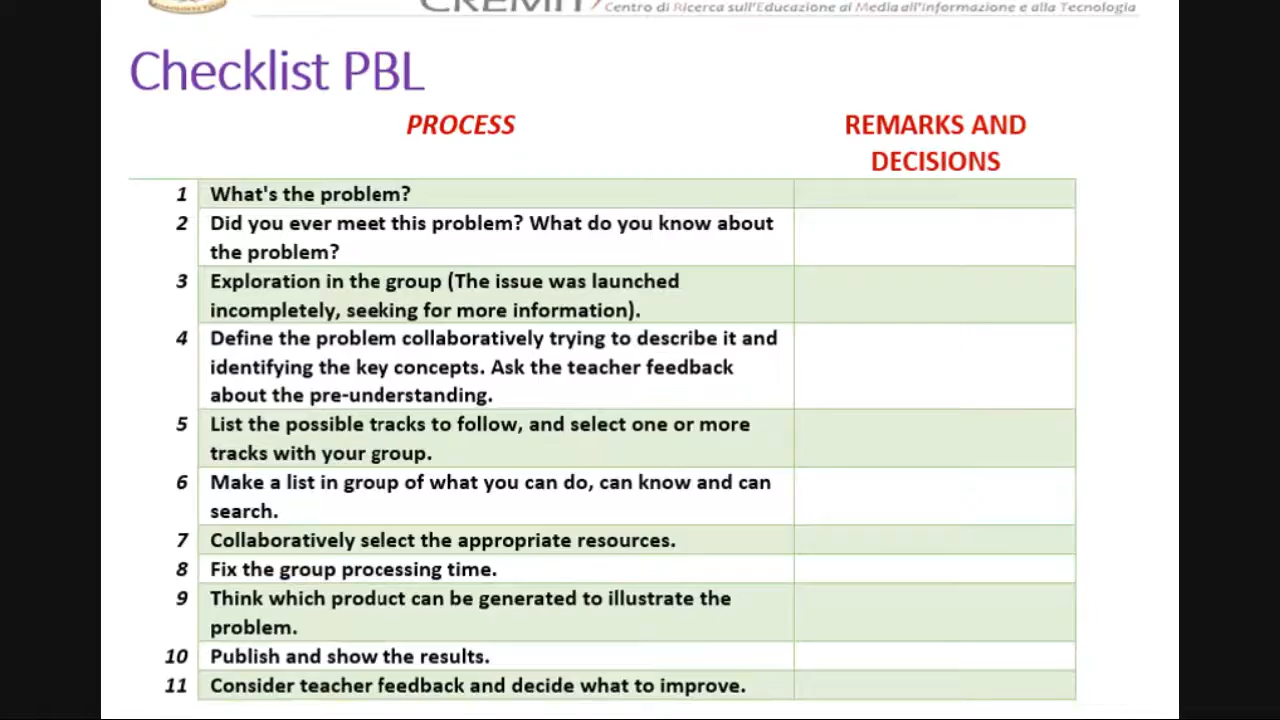 CREMIT
Centro di Ricerca sull'Educazione ai Media all'Informazione e alla Tecnologia
Checklist PBL
PROCESS
REMARKS AND
DECISIONS
1 What's the problem?
2 Did you ever meet this problem? What do you know about
the problem?
3 Exploration in the group (The issue was launched
incompletely, seeking for more information).
4 Define the problem collaboratively trying to describe it and
identifying the key concepts. Ask the teacher feedback
about the pre-understanding.
5 List the possible tracks to follow, and select one or more
tracks with your group.
6 Make a list in group of what you can do, can know and can
search.
7 Collaboratively select the appropriate resources.
8 Fix the group processing time.
9 Think which product can be generated to illustrate the
problem.
10 Publish and show the results.
11 Consider teacher feedback and decide what to improve.